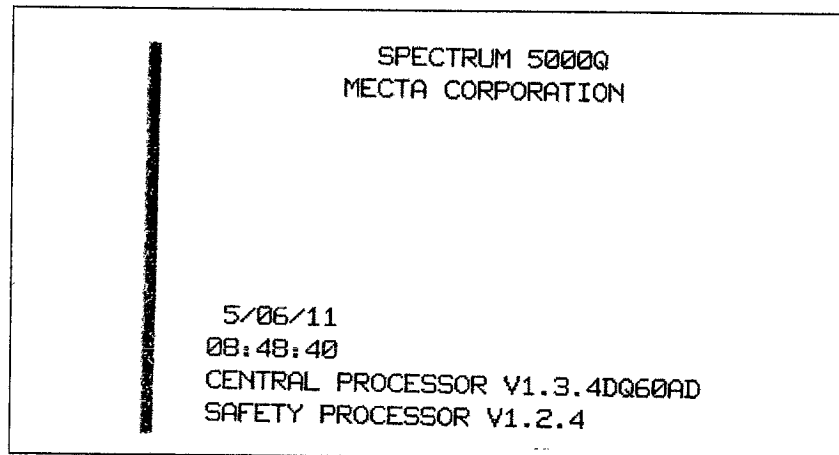 SPECTRUM 5000Q
MECTA CORPORATION
5/06/11
08:48:40
CENTRAL PROCESSOR V1.3.4DQ60AD
SAFETY PROCESSOR V1.2.4